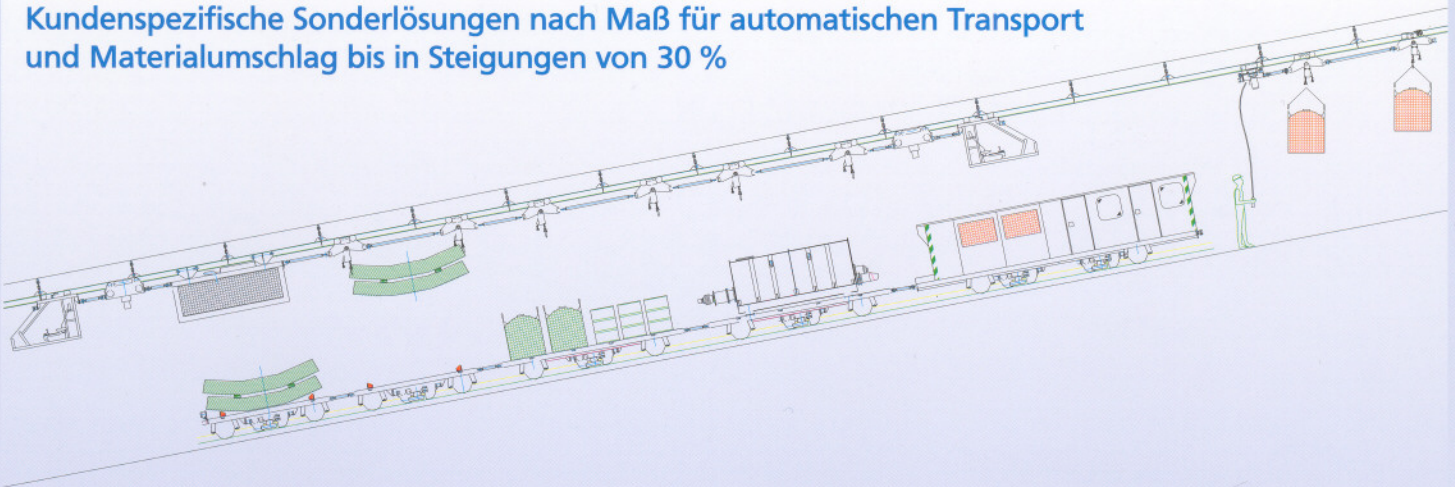 Kundenspezifische Sonderlösungen nach Maß für automatischen Transport
und Materialumschlag bis in Steigungen von 30 %